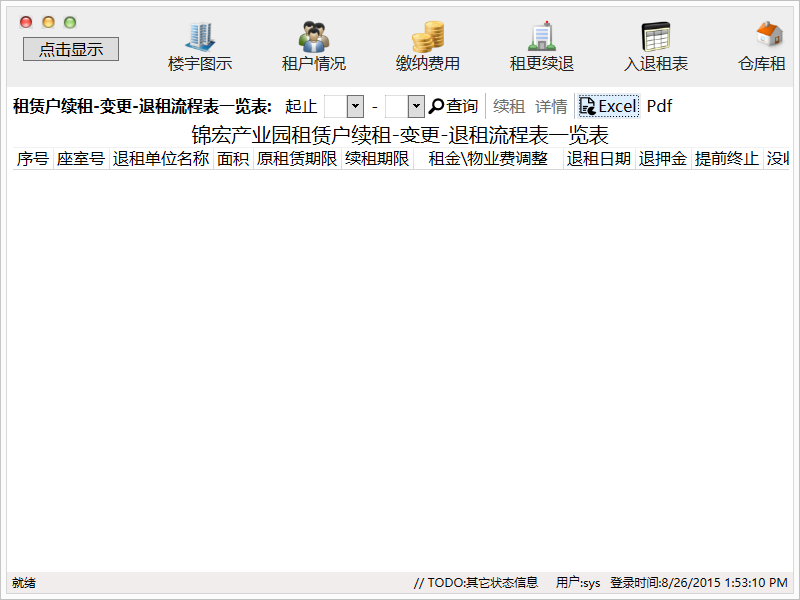 点击显示
楼宇图示 租户情况 缴纳费用 租更续退 入退租表 仓库租
租赁户续租-变更-退租流程表一览表: 起止 - 查询 续租 详情 Excel Pdf
锦宏产业园租赁户续租-变更-退租流程表一览表
序号 座室号 退租单位名称 面积 原租赁期限 续租期限 租金\物业费调整 退租日期 退押金 提前终止
就绪 // TODO:其它状态信息 用户:sys 登录时间:8/26/2015 1:53:10 PM